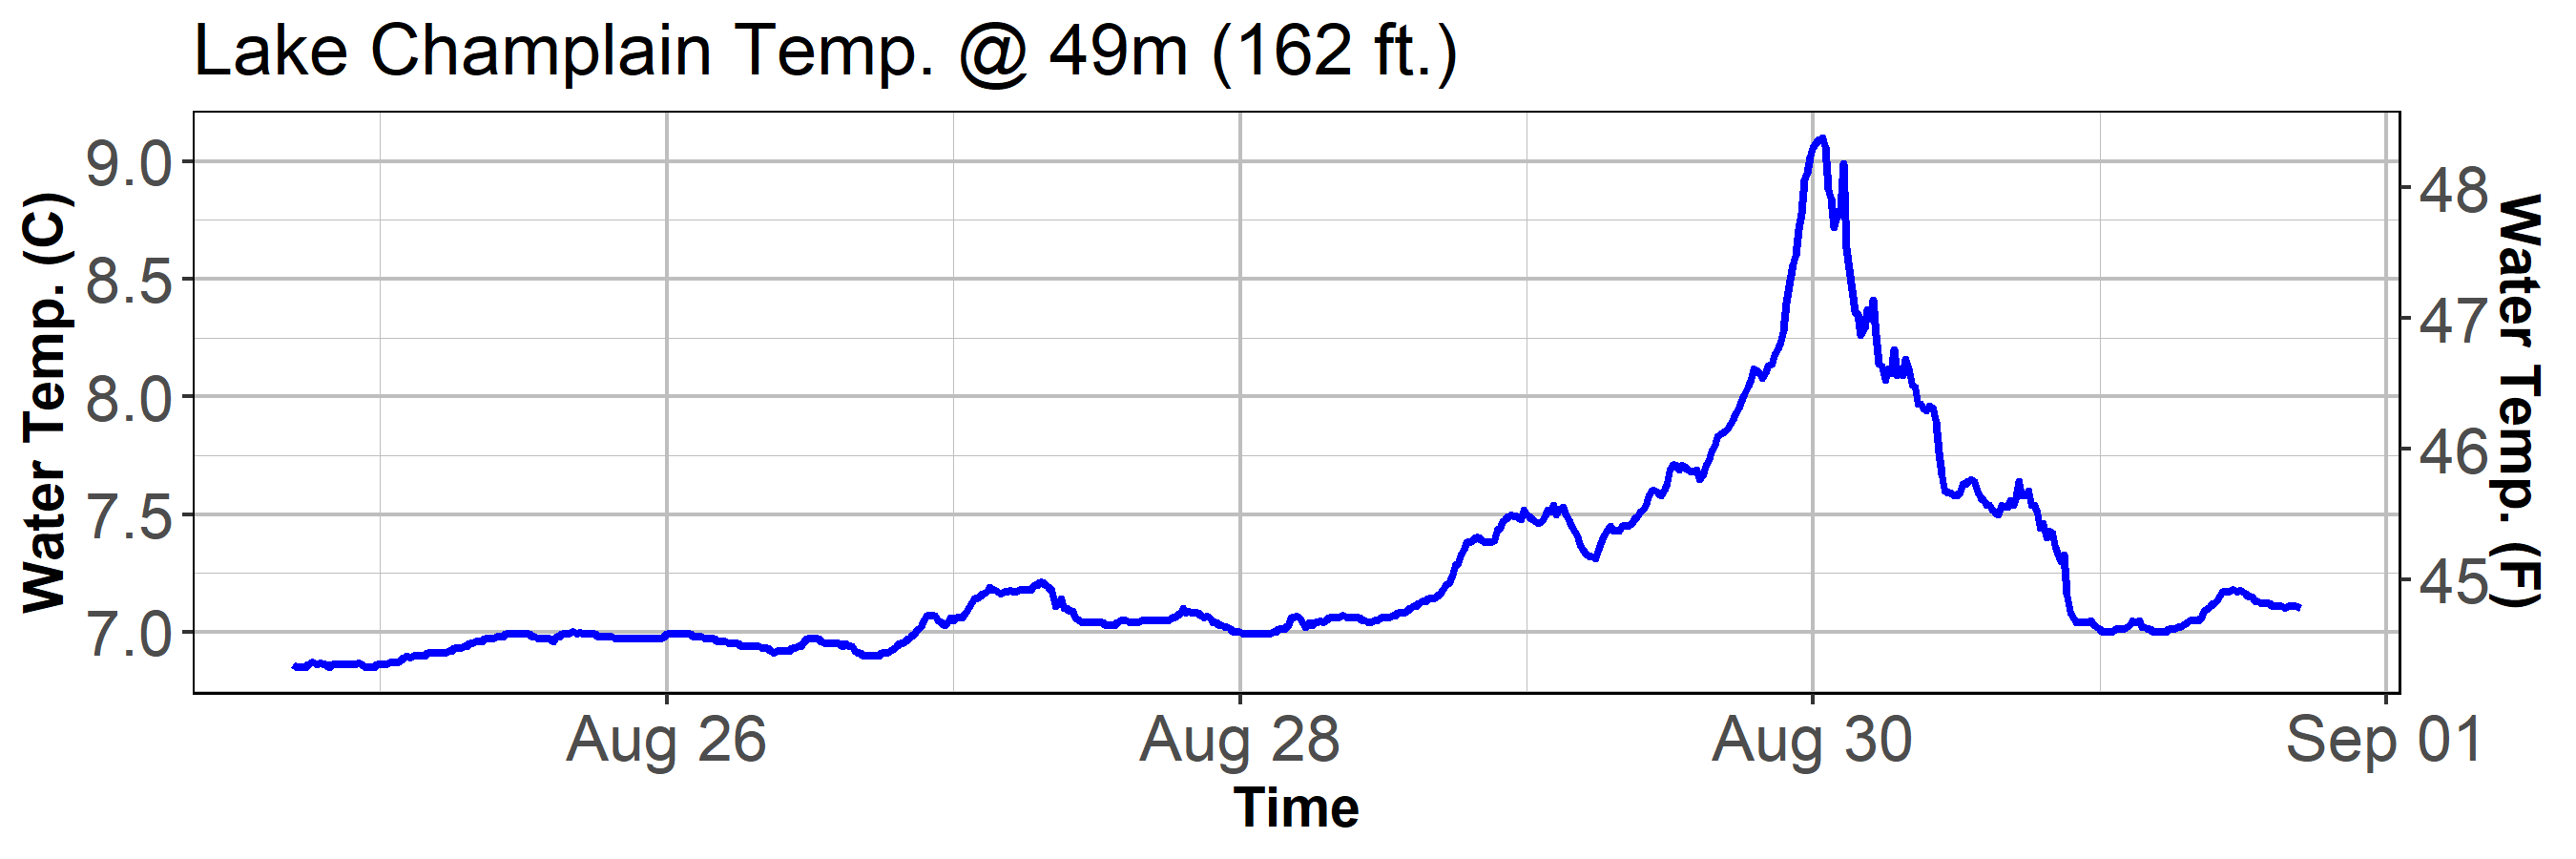 Lake Champlain Temp. @ 49m (162 ft.)
Water Temp. (C)
9.0
8.5
8.0
7.5
7.0
48
47
46
45
Water Temp. (F)
Aug 26 Aug 28 Aug 30 Sep 01
Time